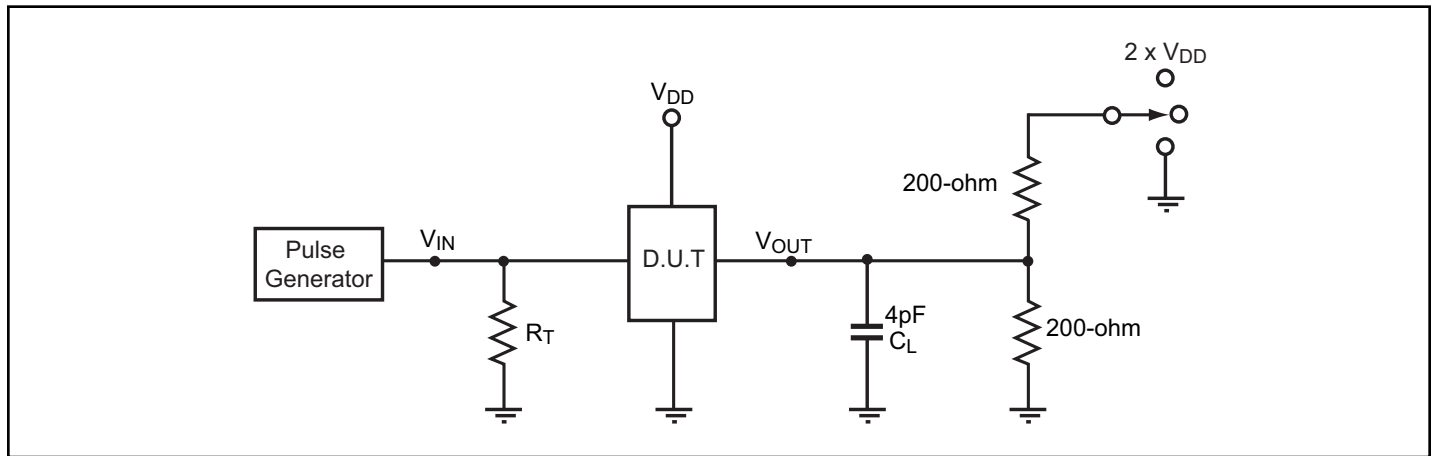 2 x VDD
VDD
200-ohm
Pulse
Generator
VIN
D.U.T
VOUT
RT
4pF
CL
200-ohm